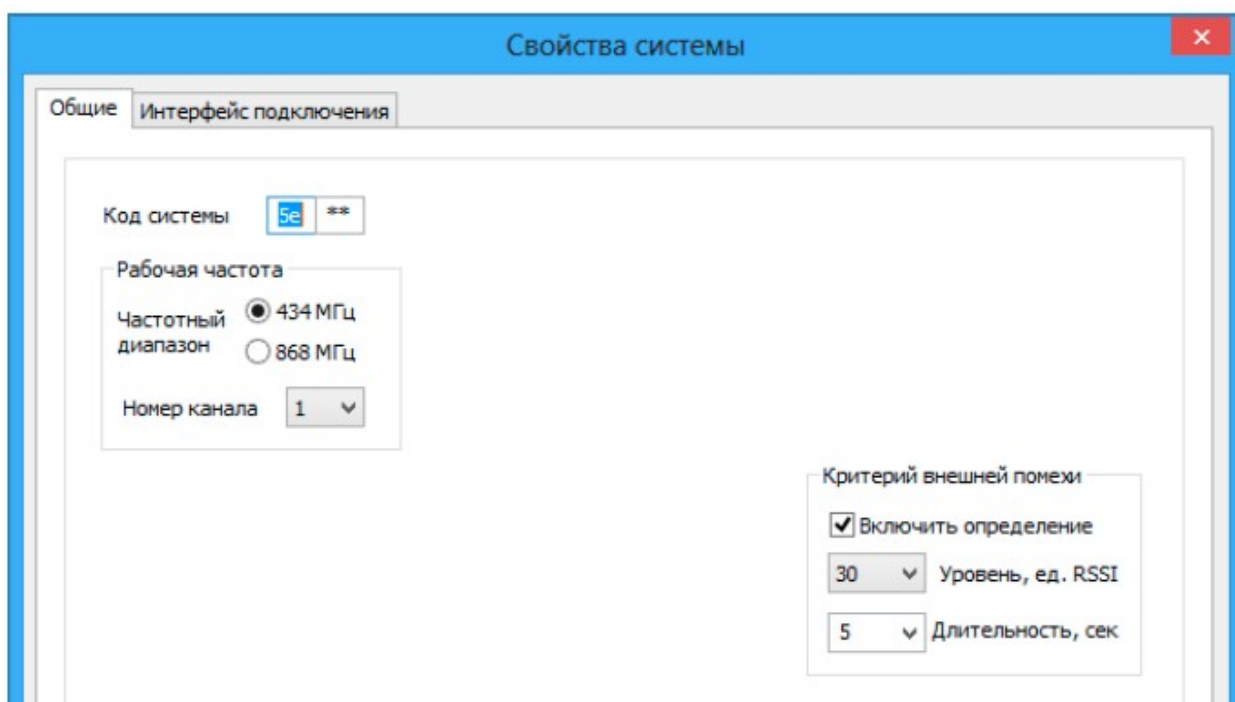 Свойства системы
Общие Интерфейс подключения
Код системы 5e **
Рабочая частота
Частотный диапазон
434 МГц
868 МГц
Номер канала 1
Критерий внешней помехи
Включить определение
30 Уровень, ед. RSSI
5 Длительность, сек